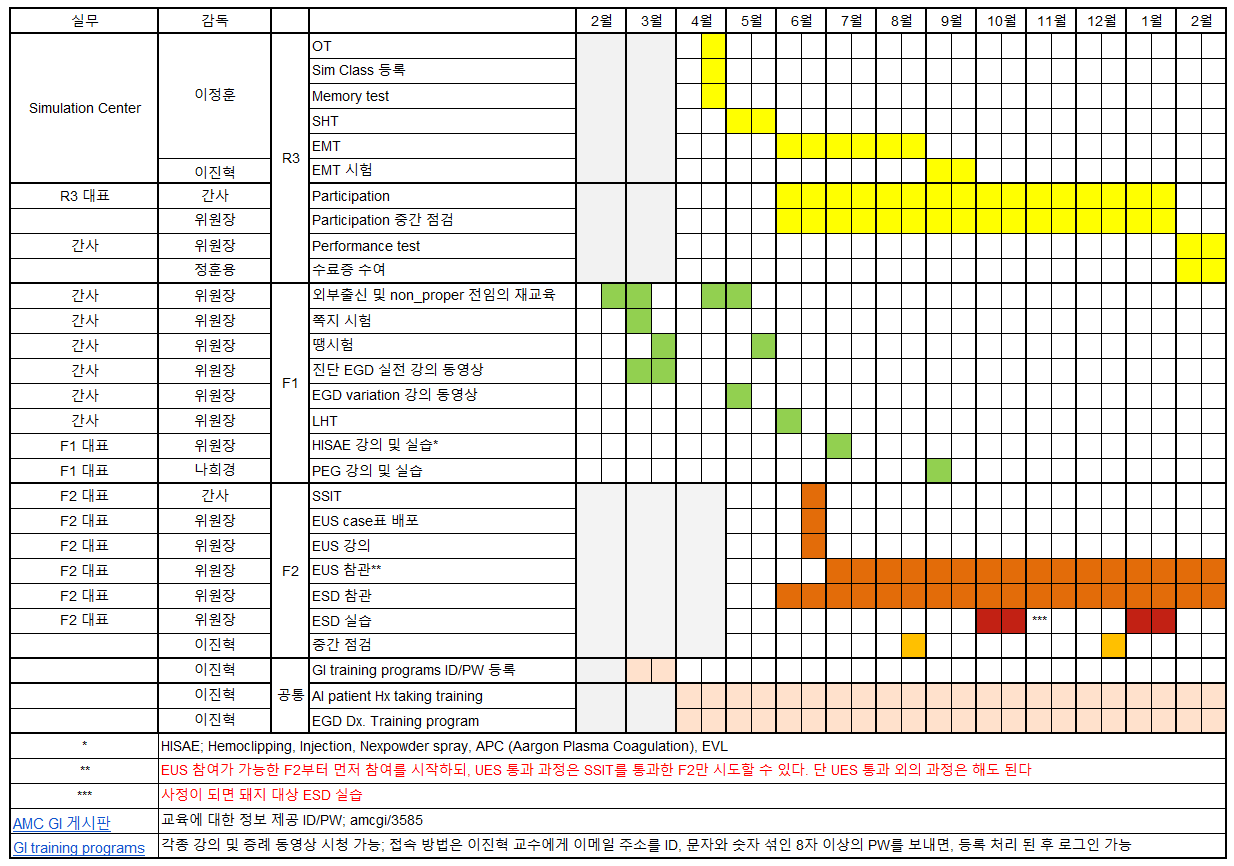 실무 감독 2월 3월 4월 5월 6월 7월 8월 9월 10월 11월 12월 1월 2월
Simulation Center 이정훈 R3 OT
Sim Class 등록
Memory test
SHT
EMT
이진혁 EMT 시험
R3 대표 간사 Participation
위원장 Participation 중간 점검
간사 위원장 Performance test
정훈용 수료증 수여
간사 위원장 F1 외부출신 및 non_proper 전임의 재교육
간사 위원장 쪽지 시험
간사 위원장 땡시험
간사 위원장 진단 EGD 실전 강의 동영상
간사 위원장 EGD variation 강의 동영상
간사 위원장 LHT
F1 대표 위원장 HISAE 강의 및 실습*
F1 대표 나희경 PEG 강의 및 실습
F2 대표 간사 F2 SSIT
F2 대표 위원장 EUS case표 배포
F2 대표 위원장 EUS 강의
F2 대표 위원장 EUS 참관**
F2 대표 위원장 ESD 참관
F2 대표 위원장 ESD 실습 ***
이진혁 중간 점검
이진혁 공통 GI training programs ID/PW 등록
이진혁 AI patient Hx taking training
이진혁 EGD Dx. Training program
* HISAE; Hemoclipping, Injection, Nexpowder spray, APC (Aargon Plasma Coagulation), EVL
** EUS 참여가 가능한 F2부터 먼저 참여를 시작하되, UES 통과 과정은 SSIT를 통과한 F2만 시도할 수 있다. 단 UES 통과 외의 과정은 해도 된다
*** 사정이 되면 돼지 대상 ESD 실습
AMC GI 게시판 교육에 대한 정보 제공 ID/PW; amcgi/3585
GI training programs 각종 강의 및 증례 동영상 시청 가능; 접속 방법은 이진혁 교수에게 이메일 주소를 ID, 문자와 숫자 섞인 8자 이상의 PW를 보내면, 등록 처리 된 후 로그인 가능